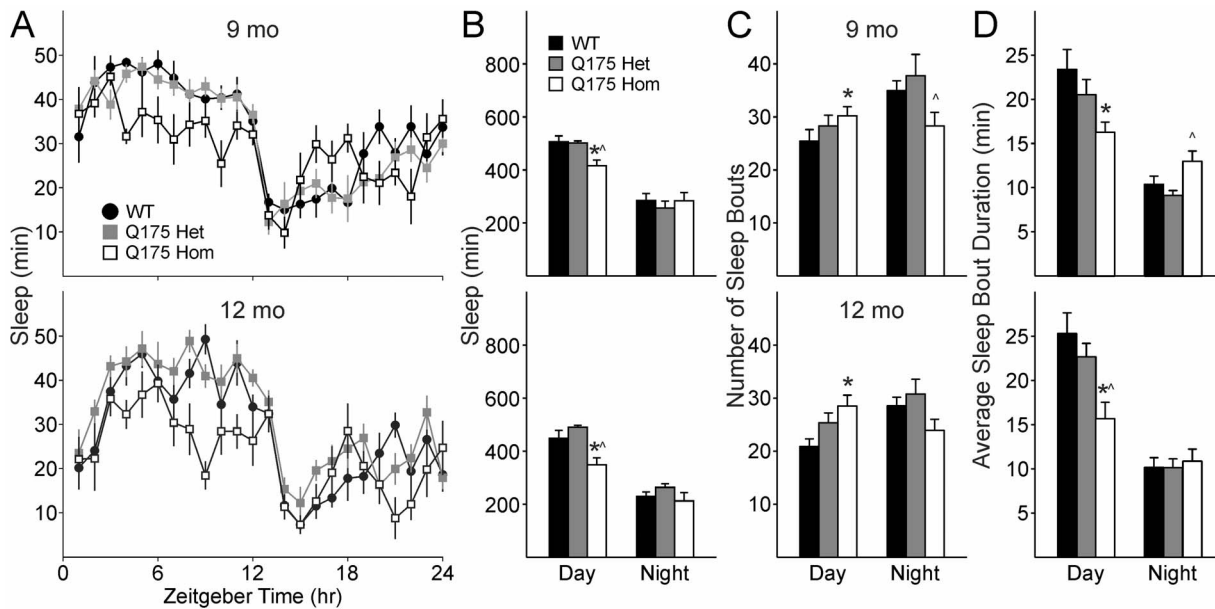 A
9 mo
Sleep (min)
50
40
30
20
10
WT
Q175 Het
Q175 Hom
12 mo
50
40
30
20
10
0
6
12
18
24
Zeitgeber Time (hr)
B
WT
Q175 Het
Q175 Hom
Sleep (min)
800
600
400
200
*^
800
600
400
200
*^
Day
Night
C
9 mo
Number of Sleep Bouts
40
30
20
10
*
^
12 mo
40
30
20
10
*
Day
Night
D
Average Sleep Bout Duration (min)
25
20
15
10
5
*
^
25
20
15
10
5
*^
Day
Night